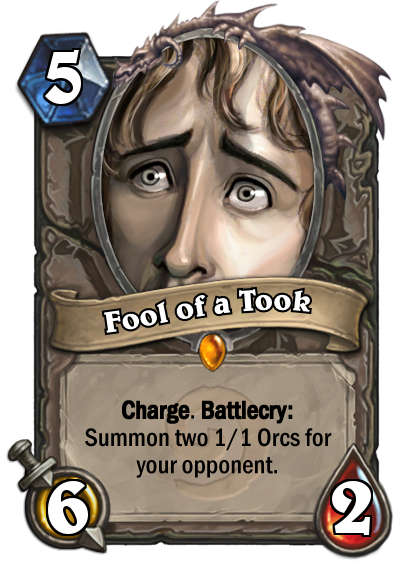 5
Fool of a Took
Charge. Battlecry:
Summon two 1/1 Orcs for
your opponent.
6
2